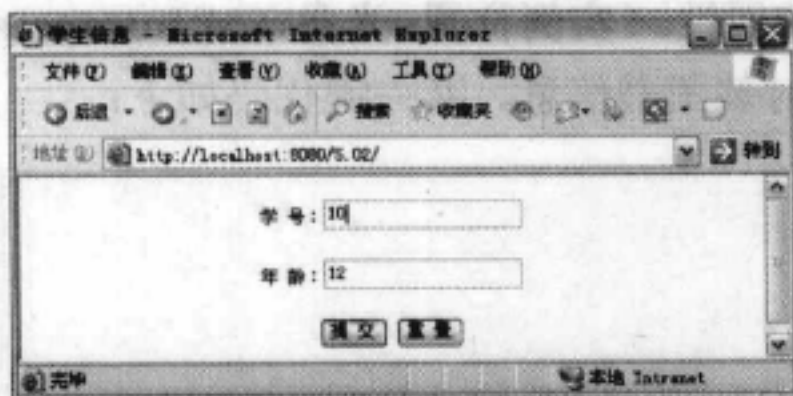 学生信息 - Microsoft Internet Explorer
文件(F) 编辑(E) 查看(V) 收藏(A) 工具(T) 帮助(H)
后退 搜索 收藏夹
地址(D) http://localhost:8080/5.02/ 转到
学 号: 10
年 龄: 12
提 交 重 置
完毕 本地 Intranet